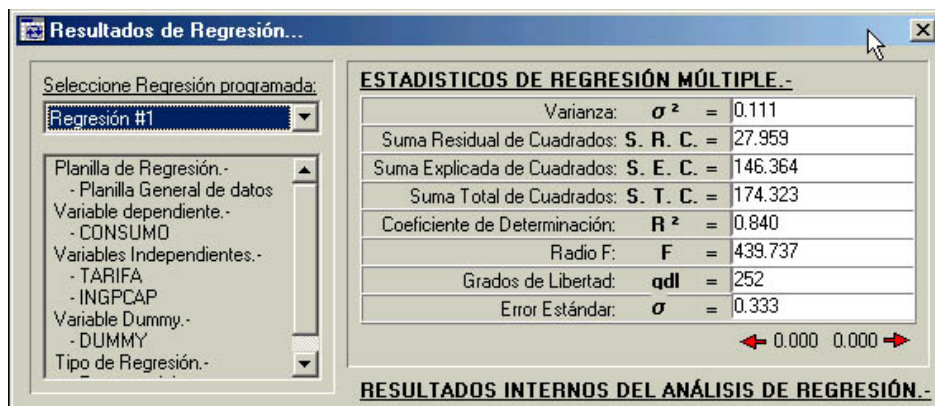 Resultados de Regresión...
Seleccione Regresión programada:
Regresión #1
Planilla de Regresión.-
- Planilla General de datos
Variable dependiente.-
- CONSUMO
Variables Independientes.-
- TARIFA
- INGPCAP
Variable Dummy.-
- DUMMY
Tipo de Regresión.-
ESTADISTICOS DE REGRESIÓN MÚLTIPLE.-
Varianza: σ² = 0.111
Suma Residual de Cuadrados: S. R. C. = 27.959
Suma Explicada de Cuadrados: S. E. C. = 146.364
Suma Total de Cuadrados: S. T. C. = 174.323
Coeficiente de Determinación: R² = 0.840
Radio F: F = 439.737
Grados de Libertad: gdl = 252
Error Estándar: σ = 0.333
0.000 0.000
RESULTADOS INTERNOS DEL ANÁLISIS DE REGRESIÓN.-